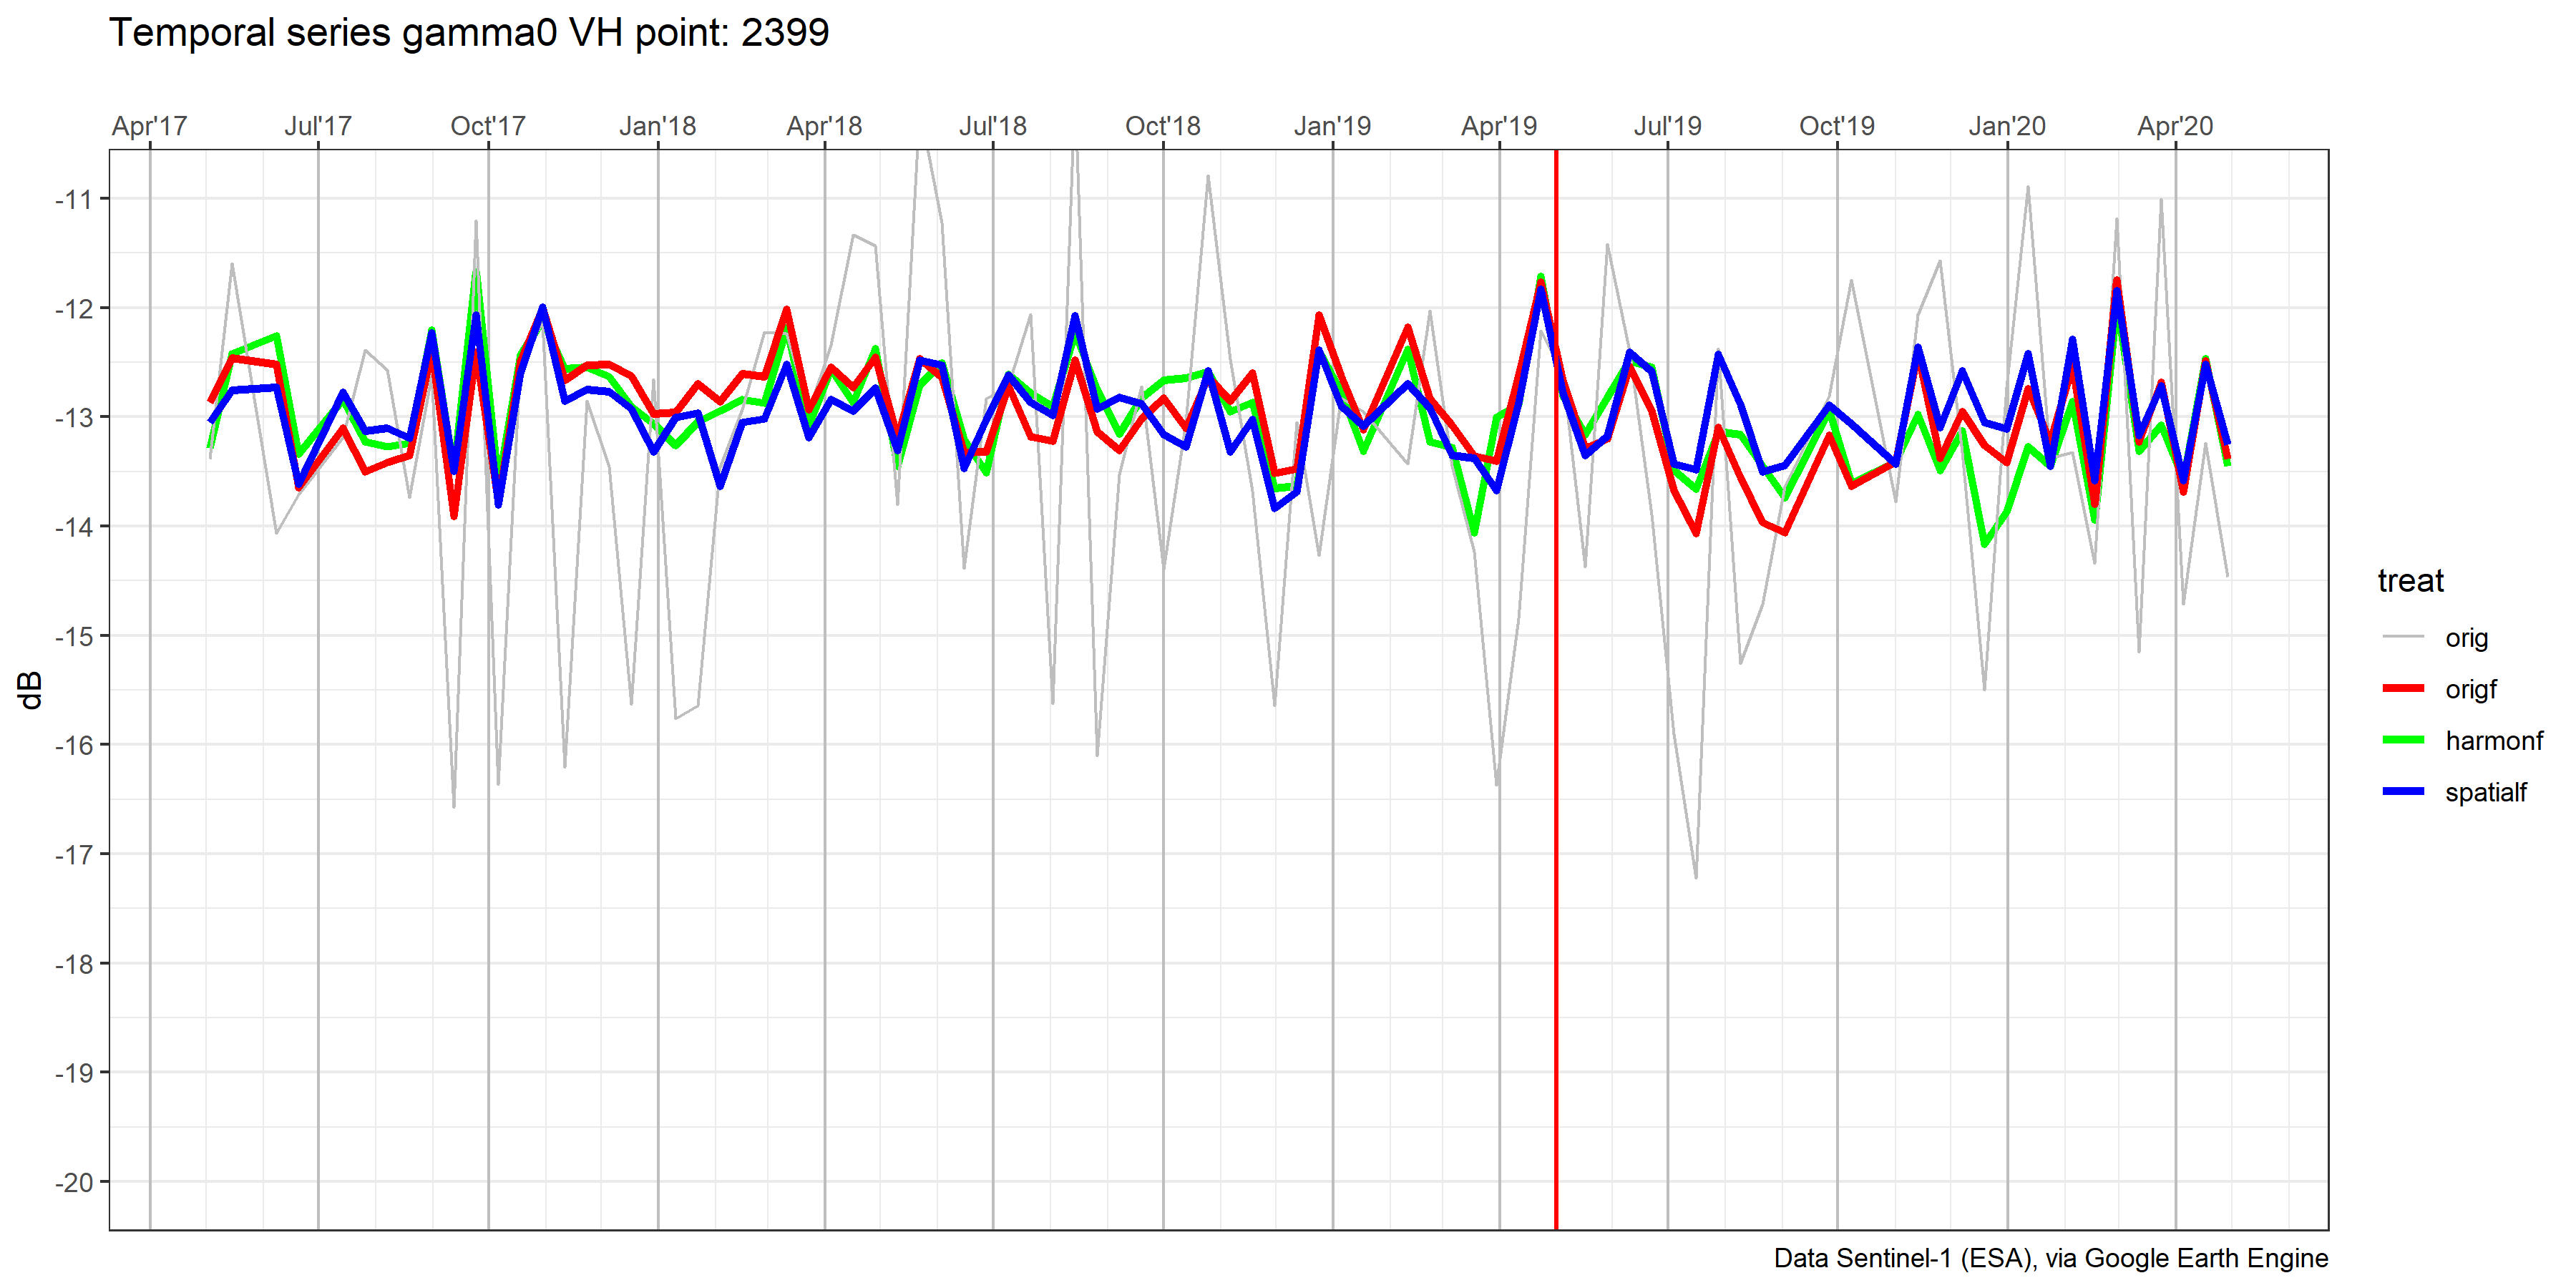 Temporal series gamma0 VH point: 2399
Apr'17 Jul'17 Oct'17 Jan'18 Apr'18 Jul'18 Oct'18 Jan'19 Apr'19 Jul'19 Oct'19 Jan'20 Apr'20
-11
-12
-13
-14
-15
-16
-17
-18
-19
-20
dB
treat
orig
origf
harmonf
spatialf
Data Sentinel-1 (ESA), via Google Earth Engine